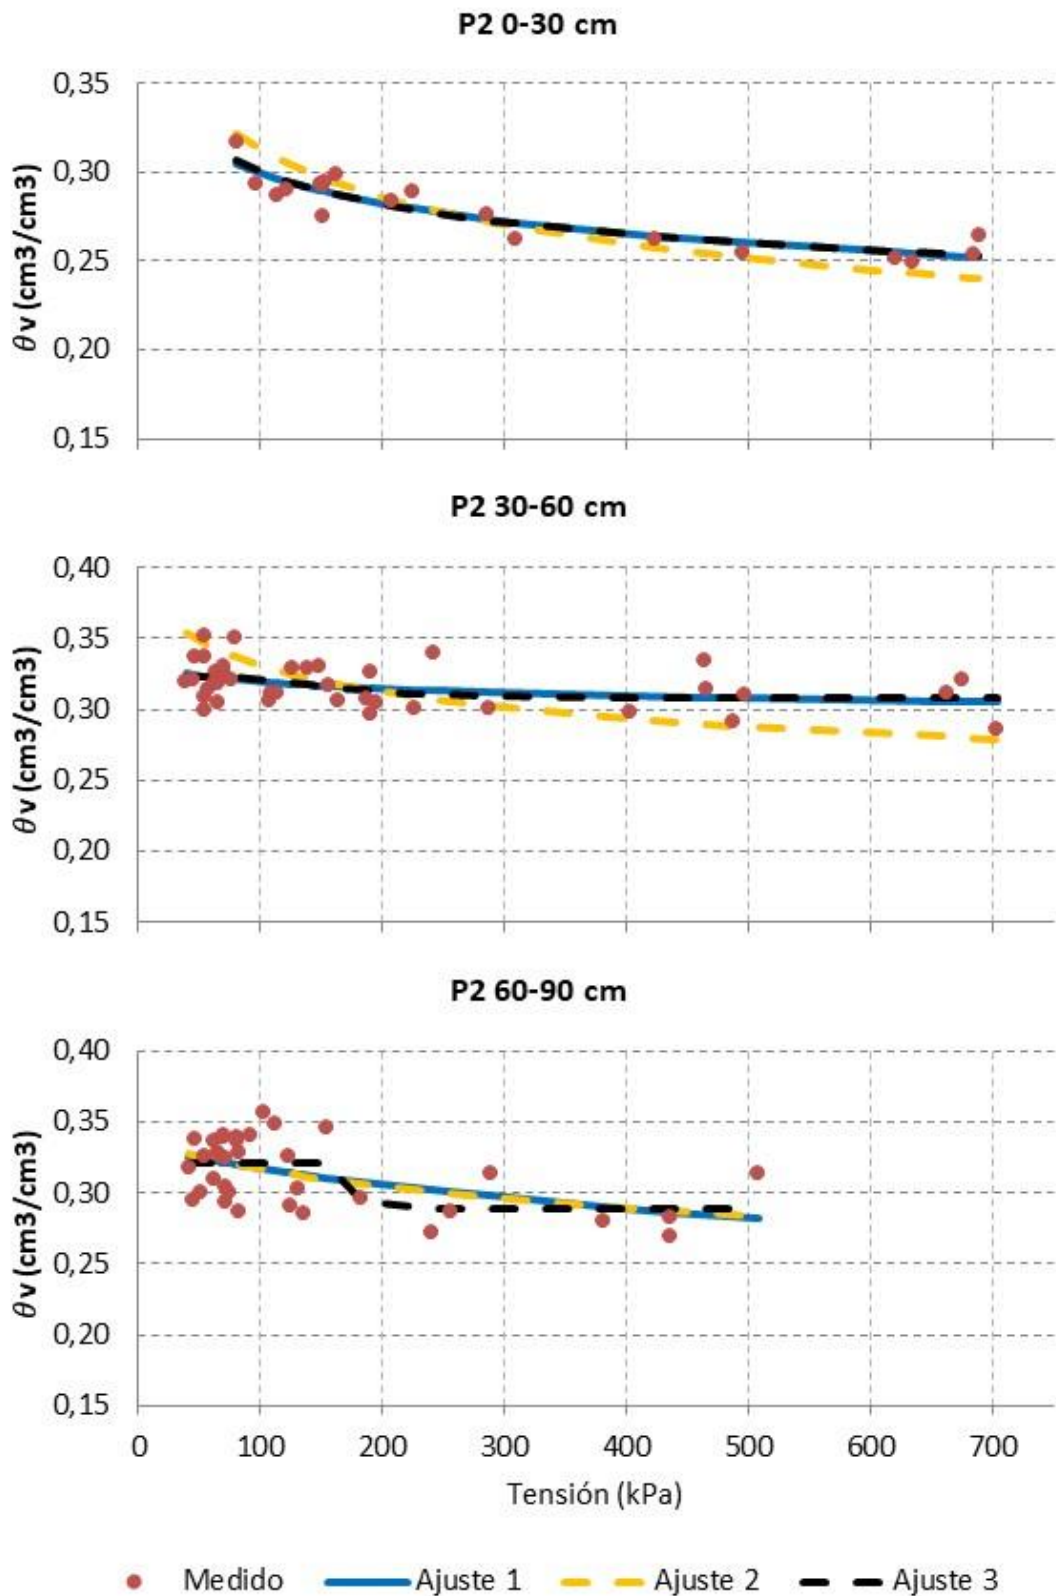 P2 0-30 cm
0,35
0,30
0,25
0,20
0,15
θv (cm3/cm3)
P2 30-60 cm
0,40
0,35
0,30
0,25
0,20
0,15
θv (cm3/cm3)
P2 60-90 cm
0,40
0,35
0,30
0,25
0,20
0,15
θv (cm3/cm3)
0 100 200 300 400 500 600 700
Tensión (kPa)
Medido Ajuste 1 Ajuste 2 Ajuste 3